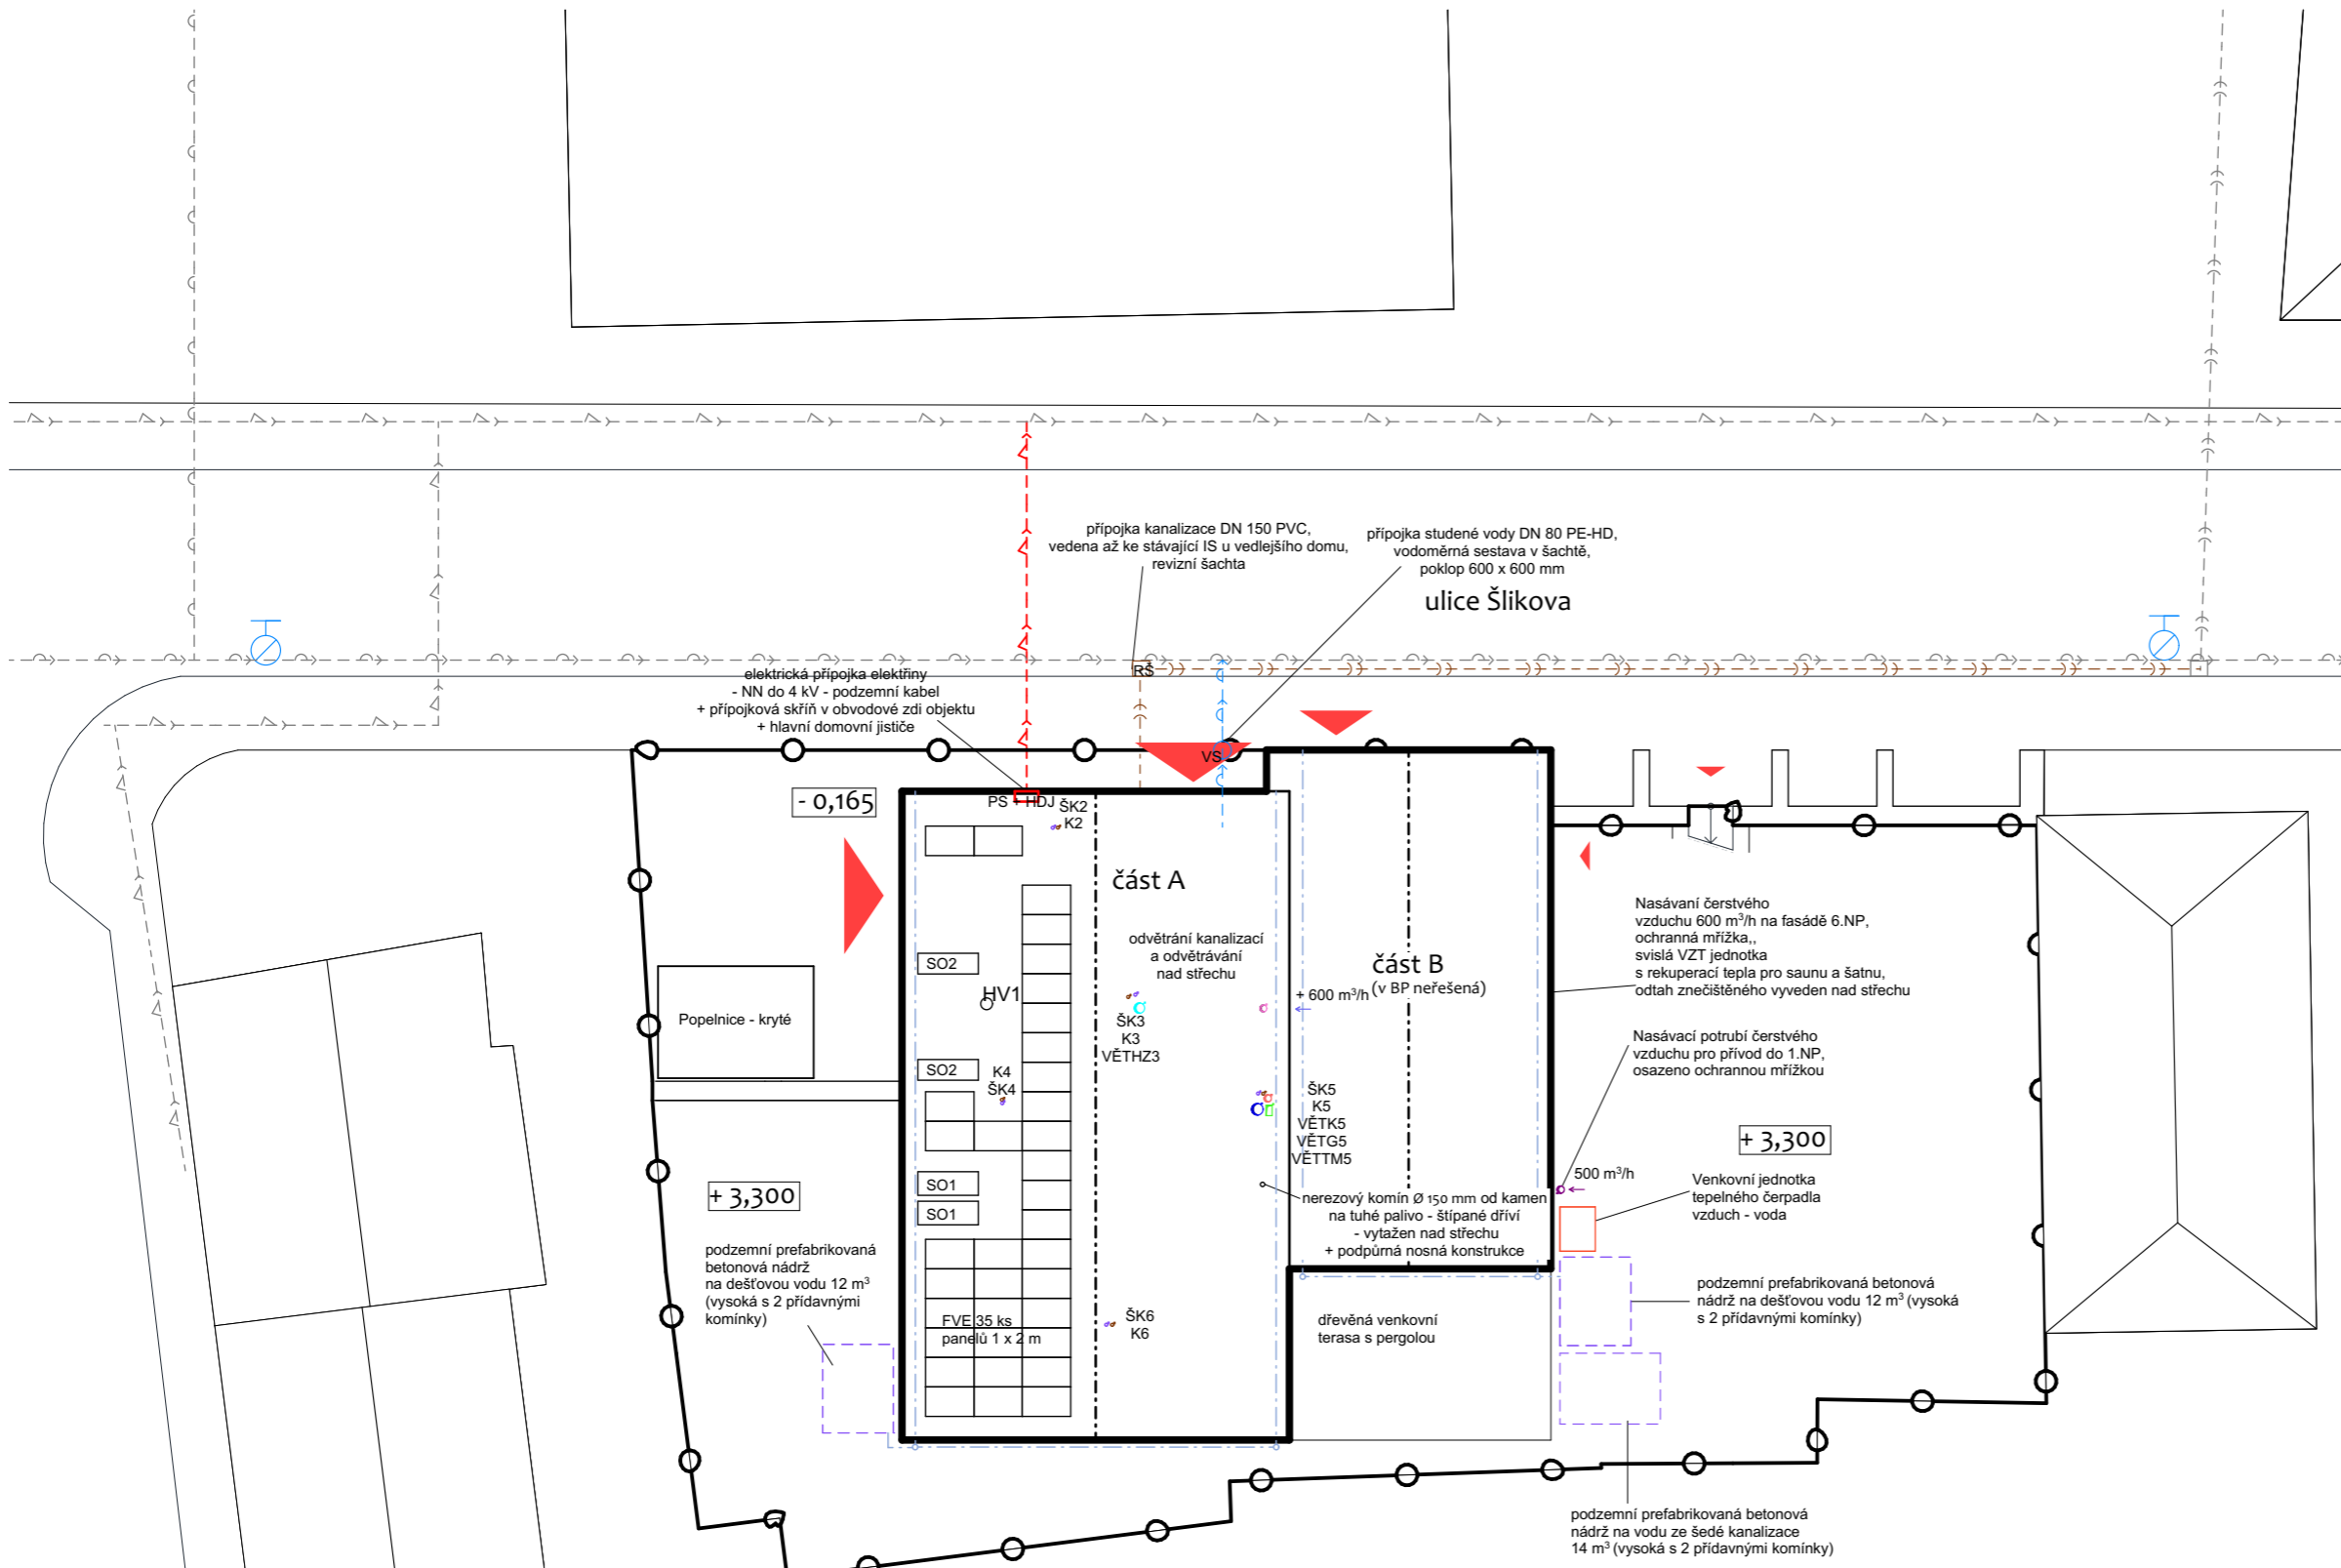 přípojka kanalizace DN 150 PVC,
vedena až ke stávající IS u vedlejšího domu,
revizní šachta
přípojka studené vody DN 80 PE-HD,
vodoměrná sestava v šachtě,
poklop 600 x 600 mm
ulice Šlikova
RŠ
elektrická přípojka elektřiny
- NN do 4 kV - podzemní kabel
+ přípojková skříň v obvodové zdi objektu
+ hlavní domovní jističe
VS
- 0,165
PS + HDJ
ŠK2
K2
část A
odvětrání kanalizací
a odvětrávání
nad střechu
SO2
HV1
Popelnice - kryté
ŠK3
K3
VĚTHZ3
+ 600 m³/h
část B
(v BP neřešená)
Nasávaní čerstvého
vzduchu 600 m³/h na fasádě 6.NP,
ochranná mřížka,,
svislá VZT jednotka
s rekuperací tepla pro saunu a šatnu,
odtah znečištěného vyveden nad střechu
Nasávací potrubí čerstvého
vzduchu pro přívod do 1.NP,
osazeno ochrannou mřížkou
SO2
K4
ŠK4
ŠK5
K5
VĚTK5
VĚTG5
VĚTTM5
+ 3,300
500 m³/h
Venkovní jednotka
tepelného čerpadla
vzduch - voda
+ 3,300
SO1
SO1
nerezový komín Ø 150 mm od kamen
na tuhé palivo - štípané dříví
- vytažen nad střechu
+ podpůrná nosná konstrukce
podzemní prefabrikovaná
betonová nádrž
na dešťovou vodu 12 m³
(vysoká s 2 přídavnými
komínky)
podzemní prefabrikovaná betonová
nádrž na dešťovou vodu 12 m³ (vysoká
s 2 přídavnými komínky)
FVE 35 ks
panelů 1 x 2 m
ŠK6
K6
dřevěná venkovní
terasa s pergolou
podzemní prefabrikovaná betonová
nádrž na vodu ze šedé kanalizace
14 m³ (vysoká s 2 přídavnými komínky)